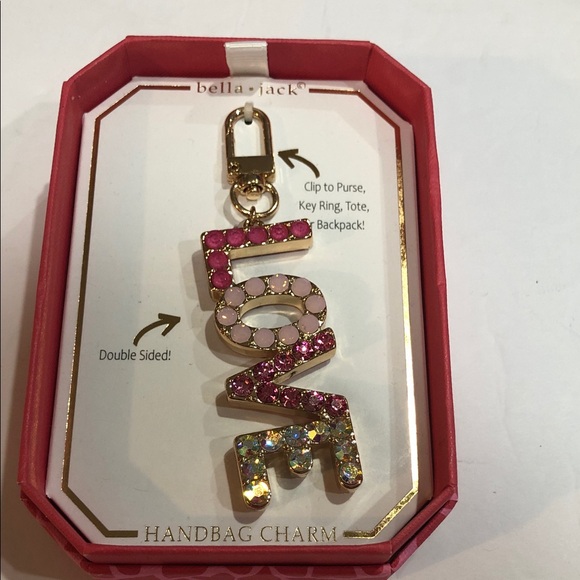 bella • jack®
Clip to Purse,
Key Ring, Tote,
r Backpack!
LOVE
Double Sided!
HANDBAG CHARM